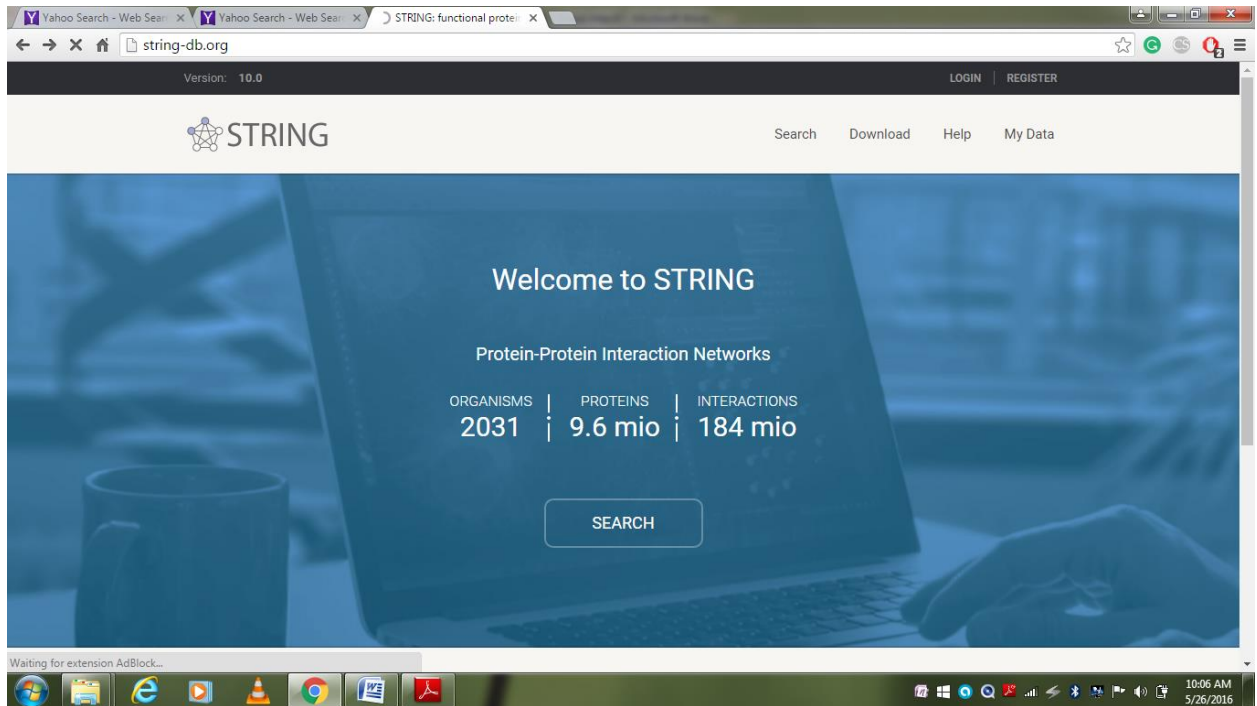 Yahoo Search - Web Sear
Yahoo Search - Web Sear
STRING: functional protein
string-db.org
Version: 10.0
LOGIN | REGISTER
STRING
Search Download Help My Data
Welcome to STRING
Protein-Protein Interaction Networks
ORGANISMS | PROTEINS | INTERACTIONS
2031 | 9.6 mio | 184 mio
SEARCH
Waiting for extension AdBlock...
10:06 AM
5/26/2016